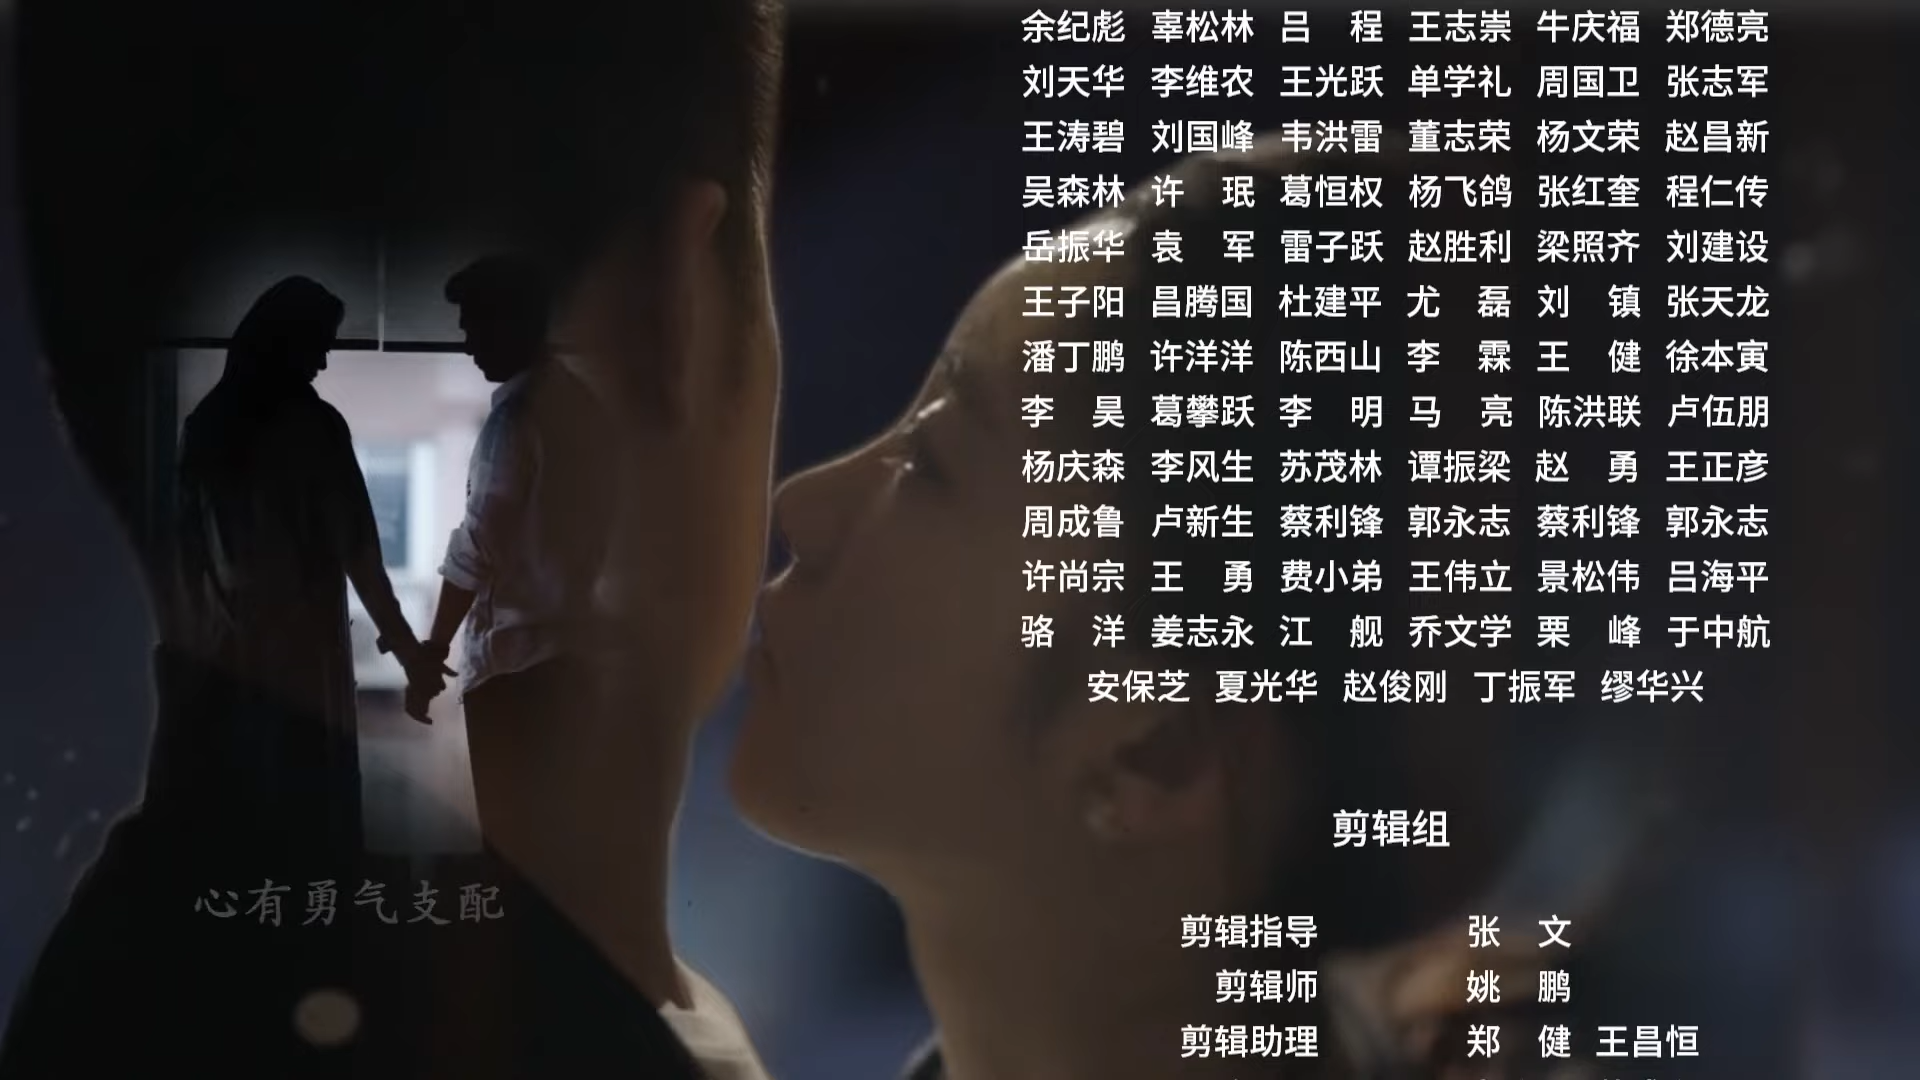 余纪彪 辜松林 吕 程 王志崇 牛庆福 郑德亮
刘天华 李维农 王光跃 单学礼 周国卫 张志军
王涛碧 刘国峰 韦洪雷 董志荣 杨文荣 赵昌新
吴森林 许 珉 葛恒权 杨飞鸽 张红奎 程仁传
岳振华 袁 军 雷子跃 赵胜利 梁照齐 刘建设
王子阳 昌腾国 杜建平 尤 磊 刘 镇 张天龙
潘丁鹏 许洋洋 陈西山 李 霖 王 健 徐本寅
李 昊 葛攀跃 李 明 马 亮 陈洪联 卢伍朋
杨庆森 李风生 苏茂林 谭振梁 赵 勇 王正彦
周成鲁 卢新生 蔡利锋 郭永志 蔡利锋 郭永志
许尚宗 王 勇 费小弟 王伟立 景松伟 吕海平
骆 洋 姜志永 江 舰 乔文学 栗 峰 于中航
安保芝 夏光华 赵俊刚 丁振军 缪华兴
剪辑组
心有勇气支配
剪辑指导 张 文
剪辑师 姚 鹏
剪辑助理 郑 健 王昌恒